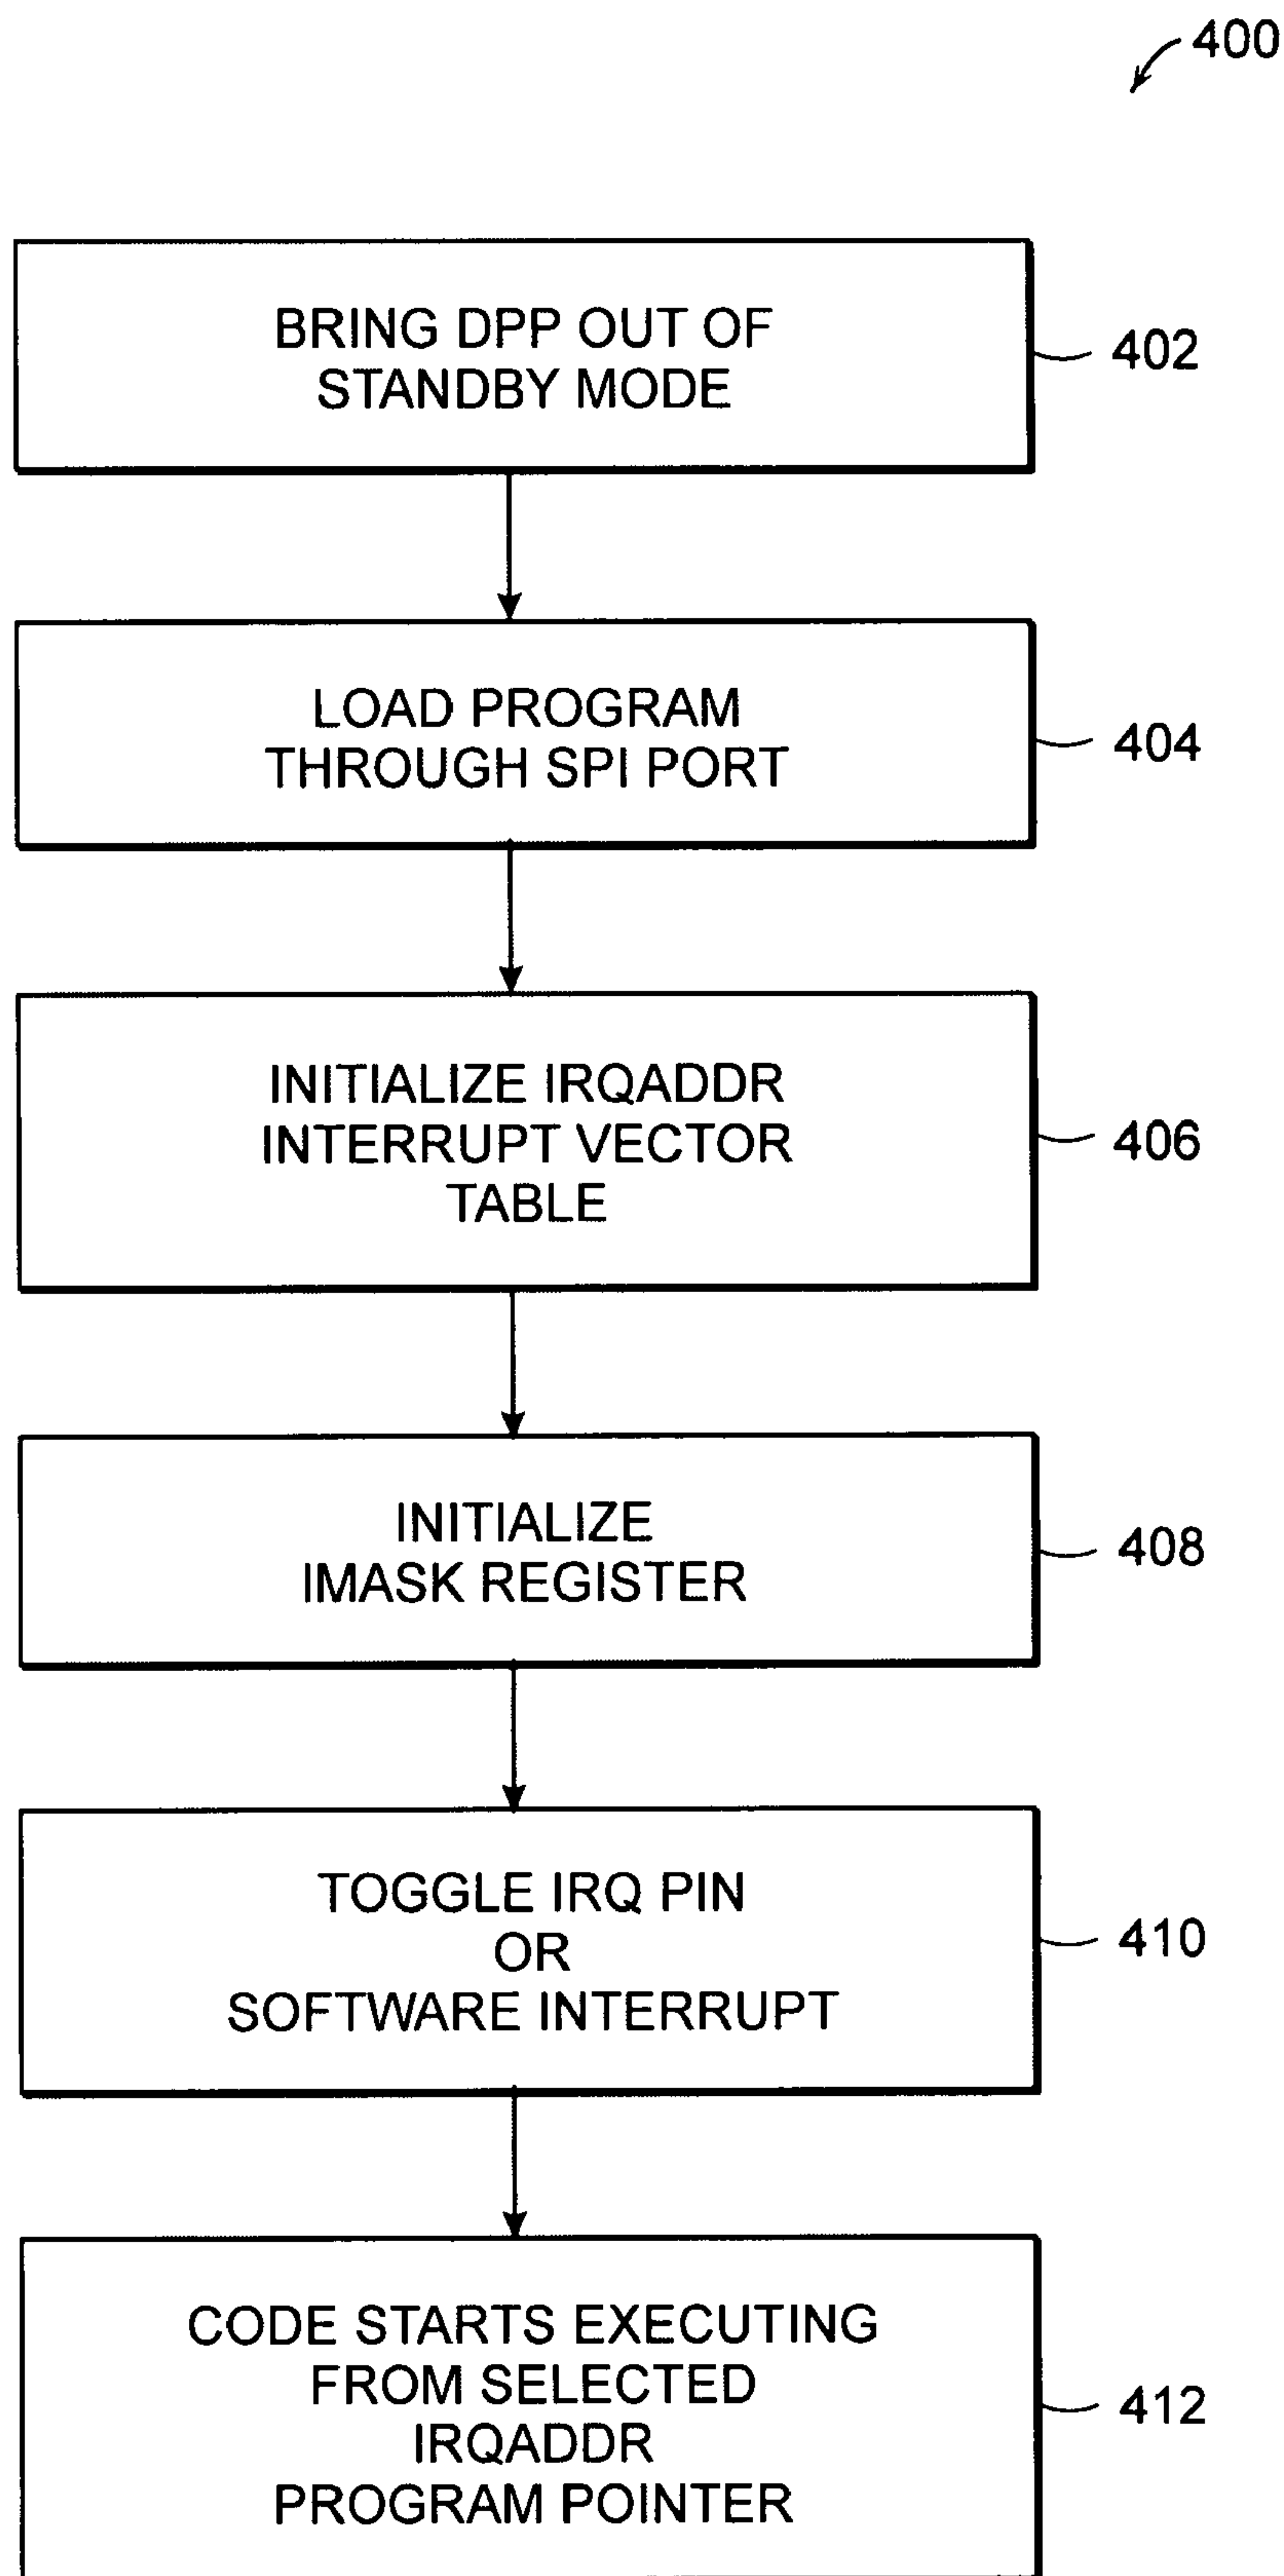 400
BRING DPP OUT OF
STANDBY MODE
402
LOAD PROGRAM
THROUGH SPI PORT
404
INITIALIZE IRQADDR
INTERRUPT VECTOR
TABLE
406
INITIALIZE
IMASK REGISTER
408
TOGGLE IRQ PIN
OR
SOFTWARE INTERRUPT
410
CODE STARTS EXECUTING
FROM SELECTED
IRQADDR
PROGRAM POINTER
412